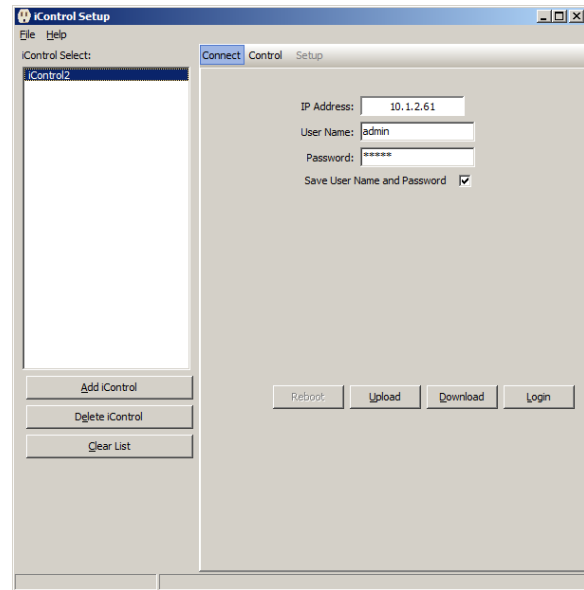 iControl Setup
File Help
iControl Select:
iControl2
Add iControl
Delete iControl
Clear List
Connect Control Setup
IP Address: 10.1.2.61
User Name: admin
Password: *****
Save User Name and Password
Reboot Upload Download Login